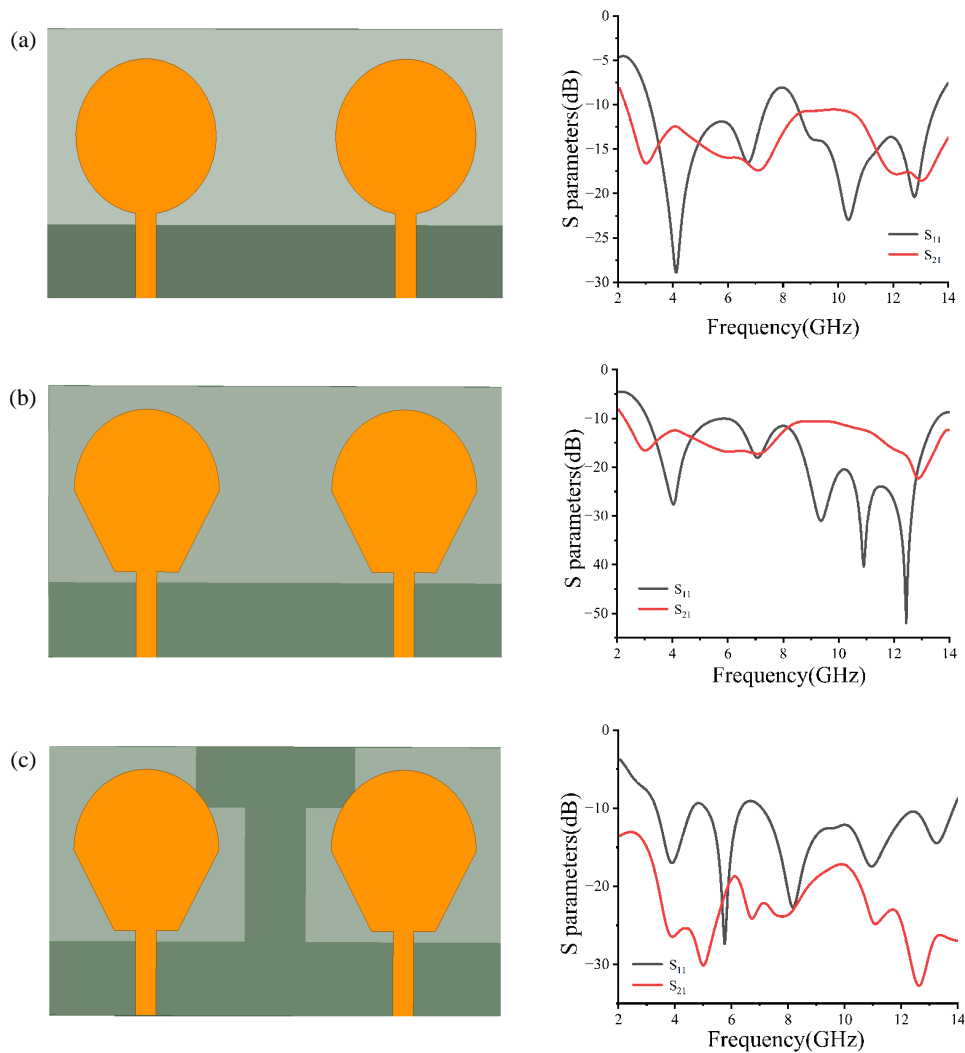 (a)
0
−5
−10
−15
−20
−25
−30
S parameters(dB)
S11
S21
2 4 6 8 10 12 14
Frequency(GHz)
(b)
0
−10
−20
−30
−40
−50
S parameters(dB)
S11
S21
2 4 6 8 10 12 14
Frequency(GHz)
(c)
0
−10
−20
−30
S parameters(dB)
S11
S21
2 4 6 8 10 12 14
Frequency(GHz)